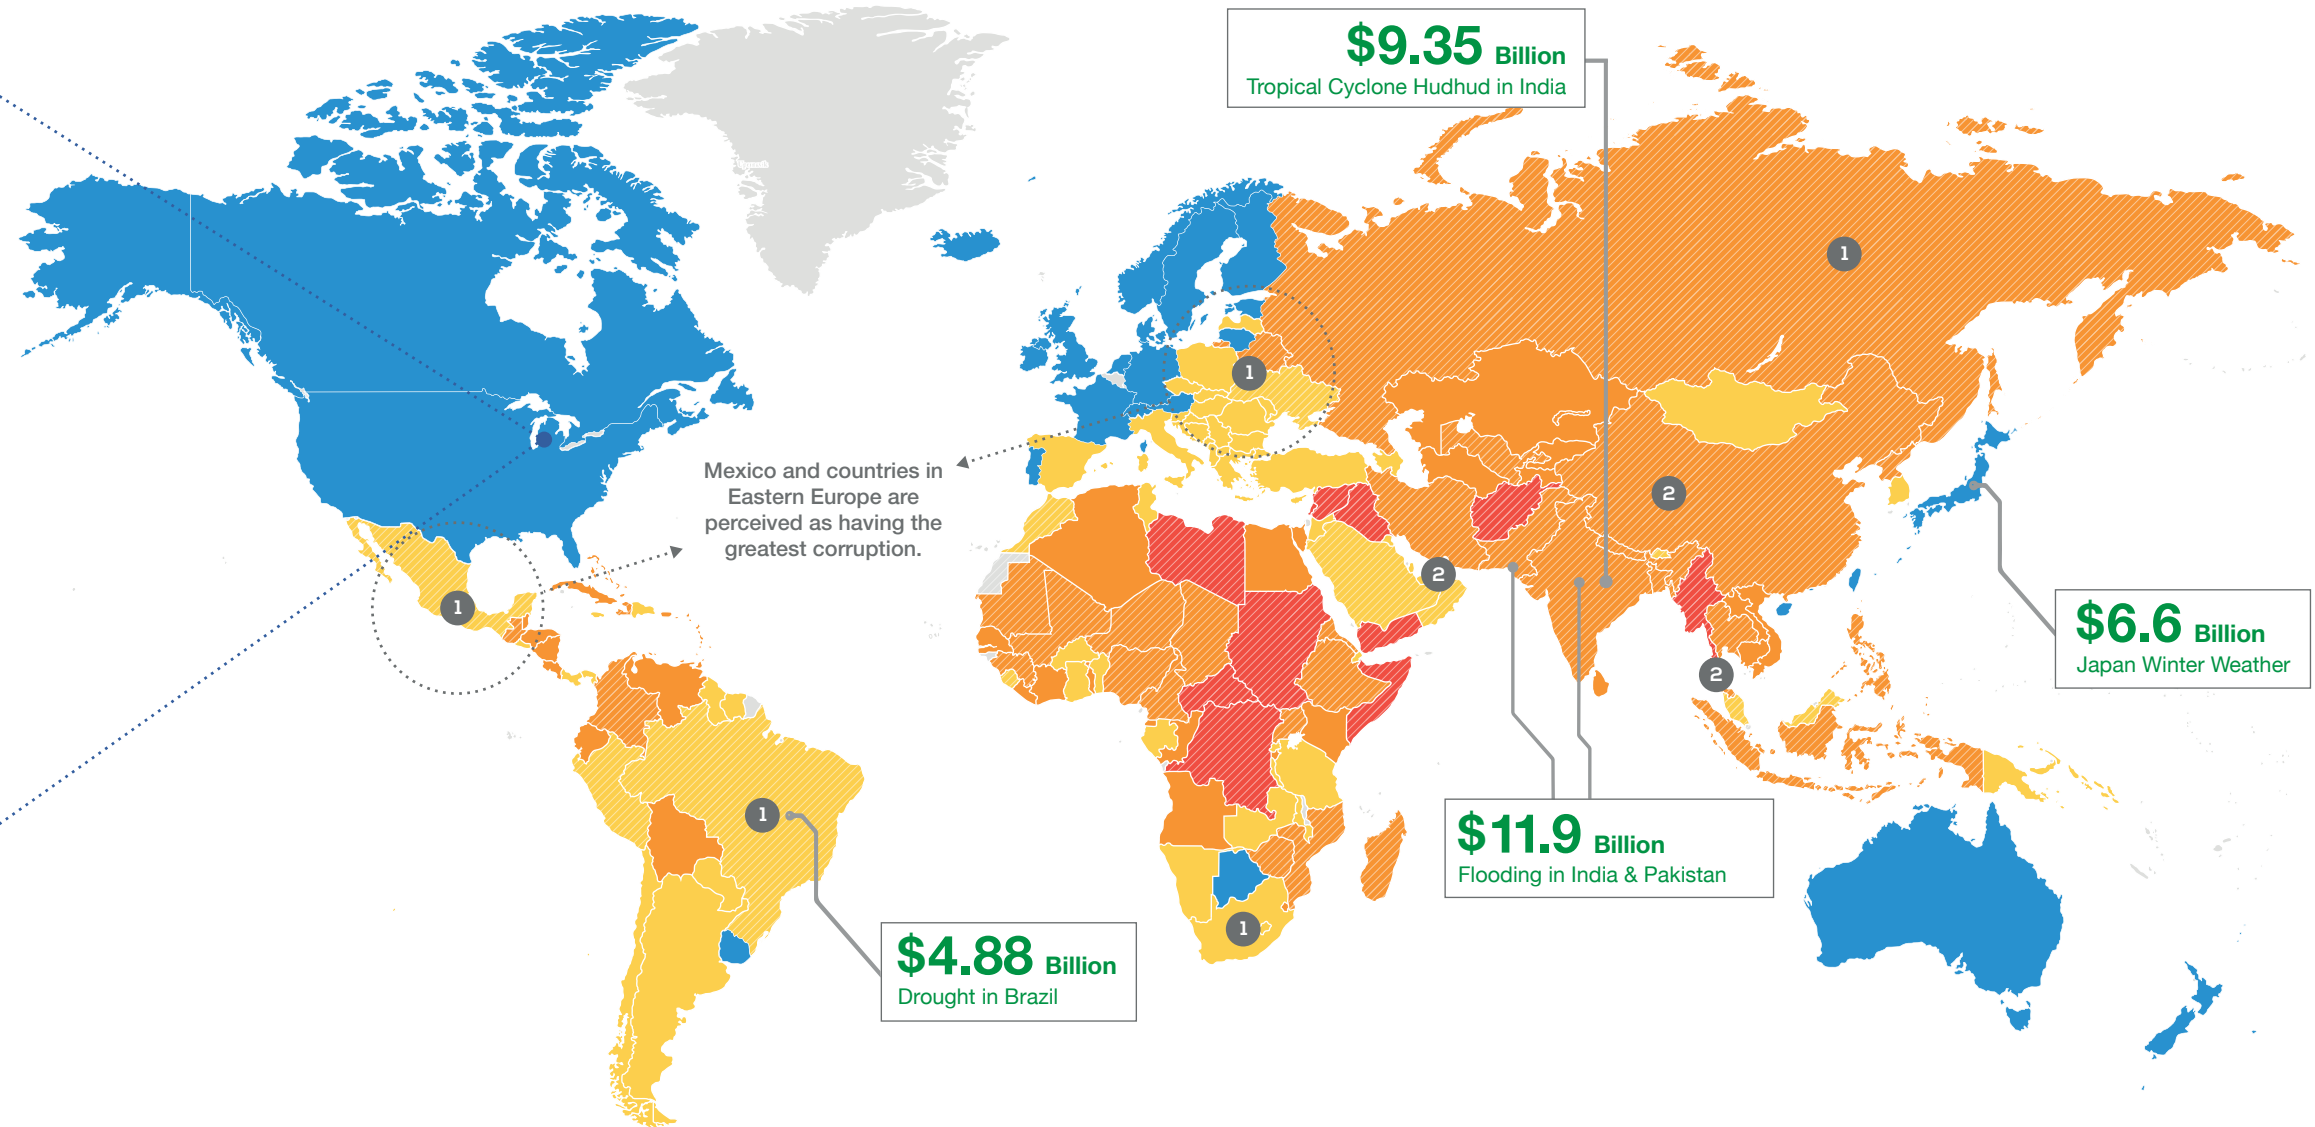 $9.35 Billion
Tropical Cyclone Hudhud in India
1
1
Mexico and countries in
Eastern Europe are
perceived as having the
greatest corruption.
2
2
1
$6.6 Billion
Japan Winter Weather
2
1
$11.9 Billion
Flooding in India & Pakistan
1
$4.88 Billion
Drought in Brazil